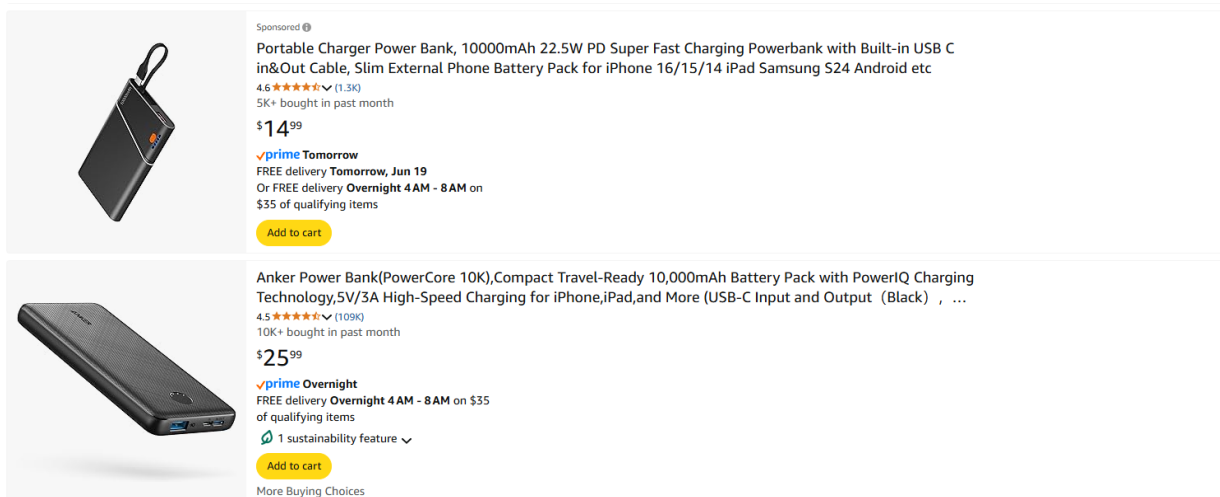 Sponsored
Portable Charger Power Bank, 10000mAh 22.5W PD Super Fast Charging Powerbank with Built-in USB C
in&Out Cable, Slim External Phone Battery Pack for iPhone 16/15/14 iPad Samsung S24 Android etc
4.6 (1.3K)
5K+ bought in past month
$14.99
prime Tomorrow
FREE delivery Tomorrow, Jun 19
Or FREE delivery Overnight 4 AM - 8 AM on
$35 of qualifying items
Add to cart
Anker Power Bank(PowerCore 10K),Compact Travel-Ready 10,000mAh Battery Pack with PowerIQ Charging
Technology,5V/3A High-Speed Charging for iPhone,iPad,and More (USB-C Input and Output（Black）, ...
4.5 (109K)
10K+ bought in past month
$25.99
prime Overnight
FREE delivery Overnight 4 AM - 8 AM on $35
of qualifying items
1 sustainability feature
Add to cart
More Buying Choices
ANKER